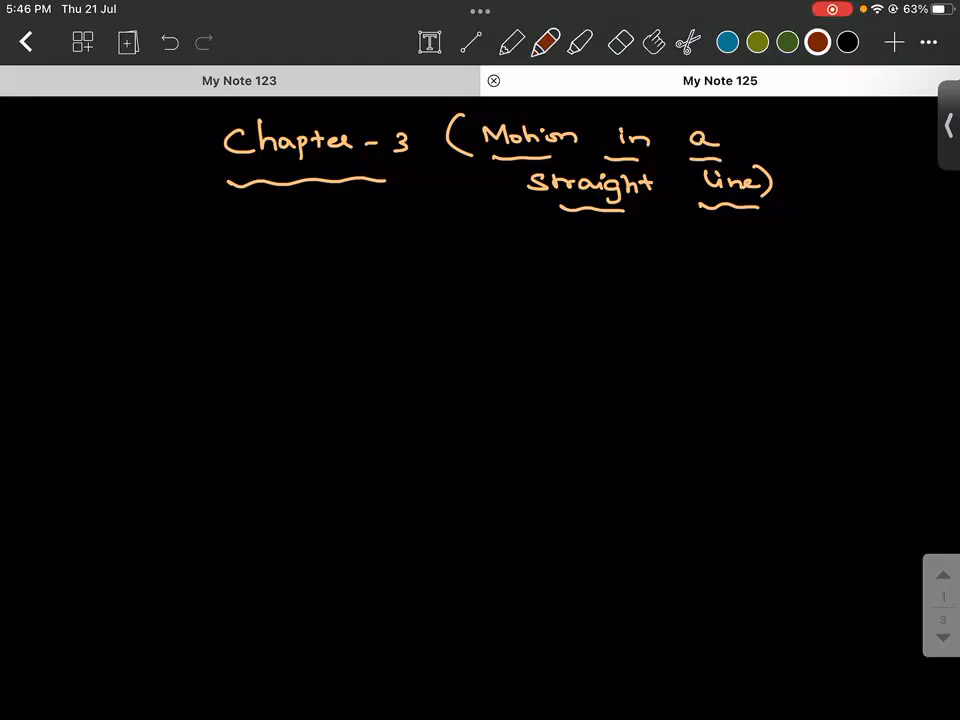 5:46 PM Thu 21 Jul
63%
T
My Note 123
My Note 125
Chapter - 3 (Motion in a
straight line)
1
3